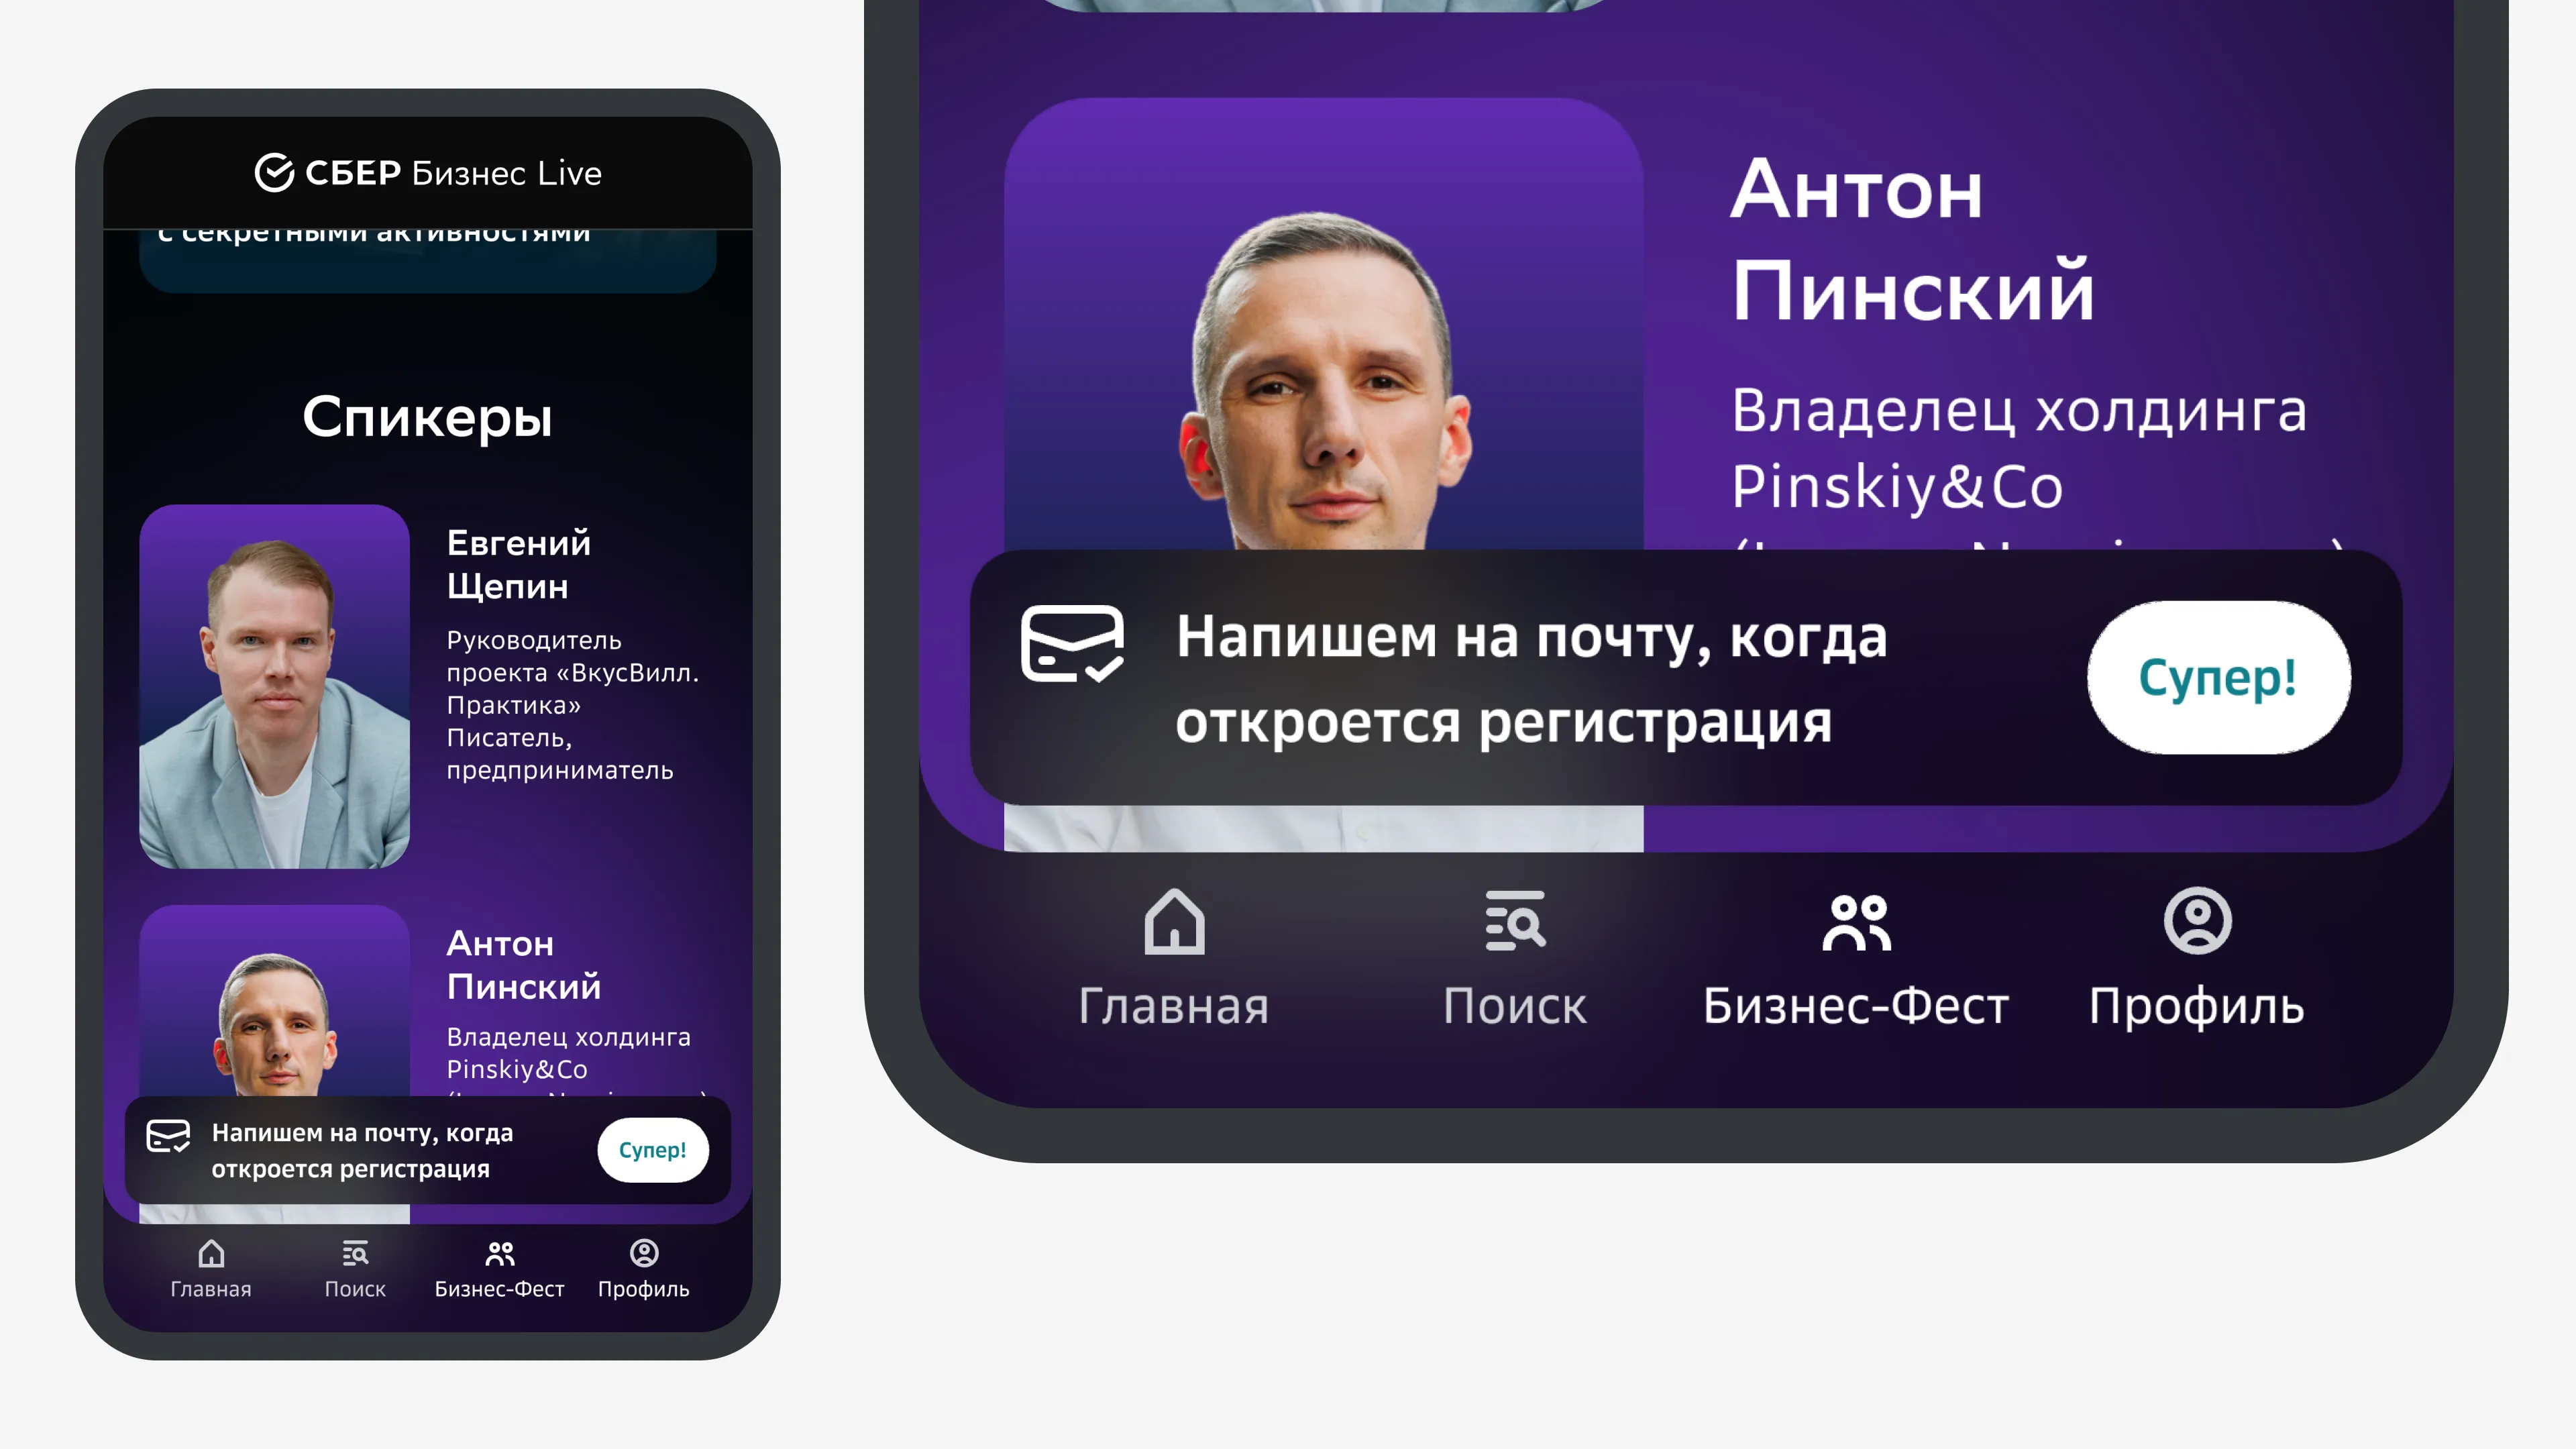 СБЕР Бизнес Live
с секретными активностями
Спикеры
Евгений
Щепин
Руководитель
проекта «ВкусВилл.
Практика»
Писатель,
предприниматель
Антон
Пинский
Владелец холдинга
Pinskiy&Co
Напишем на почту, когда
откроется регистрация
Супер!
Главная
Поиск
Бизнес-Фест
Профиль
Антон
Пинский
Владелец холдинга
Pinskiy&Co
Напишем на почту, когда
откроется регистрация
Супер!
Главная
Поиск
Бизнес-Фест
Профиль